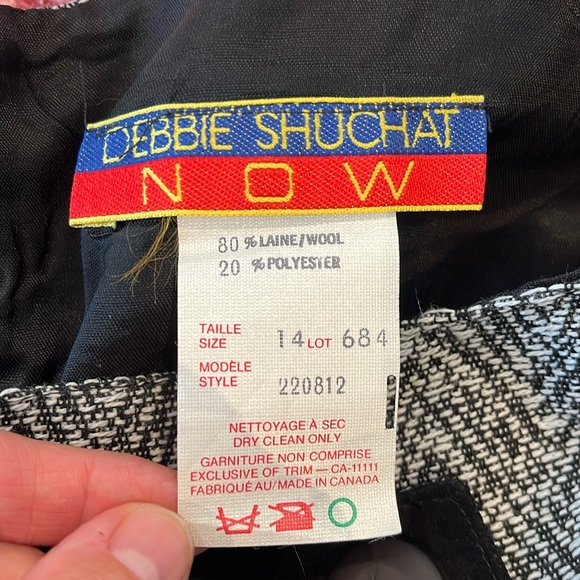 DEBBIE SHUCHAT
NOW
80 % LAINE/WOOL
20 % POLYESTER
TAILLE
SIZE 14 LOT 684
MODÈLE
STYLE 220812
NETTOYAGE À SEC
DRY CLEAN ONLY
GARNITURE NON COMPRISE
EXCLUSIVE OF TRIM — CA-11111
FABRIQUÉ AU/MADE IN CANADA